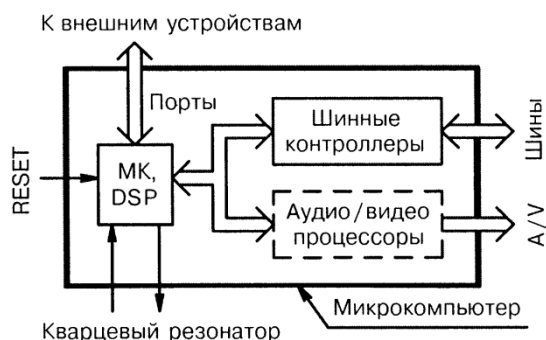 К внешним устройствам
Порты
Шинные
контроллеры
Шины
МК,
DSP
RESET
Аудио/видео
процессоры
A/V
Микрокомпьютер
Кварцевый резонатор